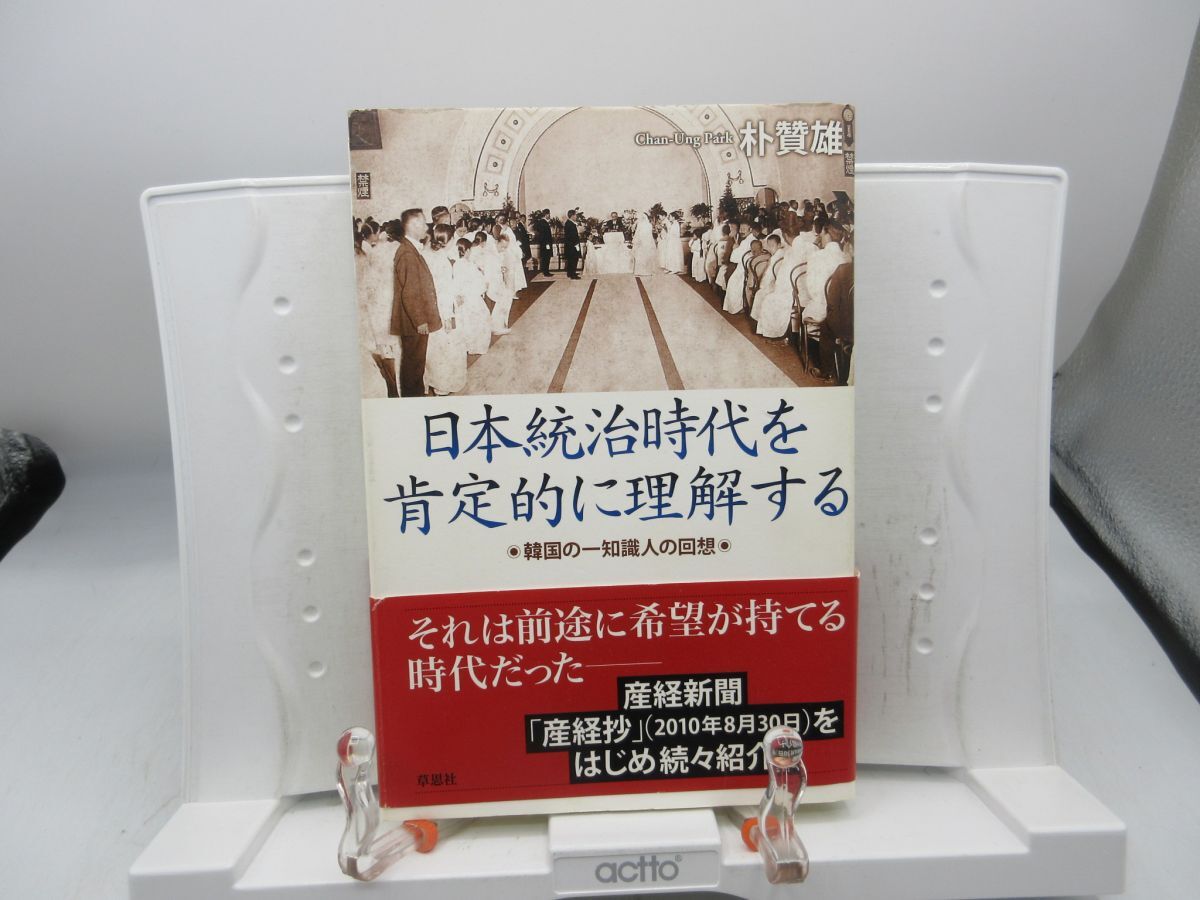 Chan-Ung Park 朴贊雄
禁煙
禁煙
日本統治時代を
肯定的に理解する
◉韓国の一知識人の回想◉
それは前途に希望が持てる
時代だった——
産経新聞
「産経抄」(2010年8月30日)を
はじめ続々紹介
草思社
actto®